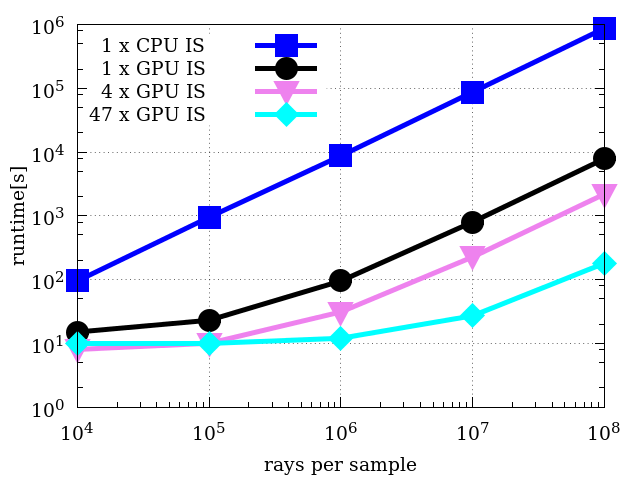 10^6
10^5
10^4
10^3
10^2
10^1
10^0
runtime[s]
1 x CPU IS
1 x GPU IS
4 x GPU IS
47 x GPU IS
10^4 10^5 10^6 10^7 10^8
rays per sample